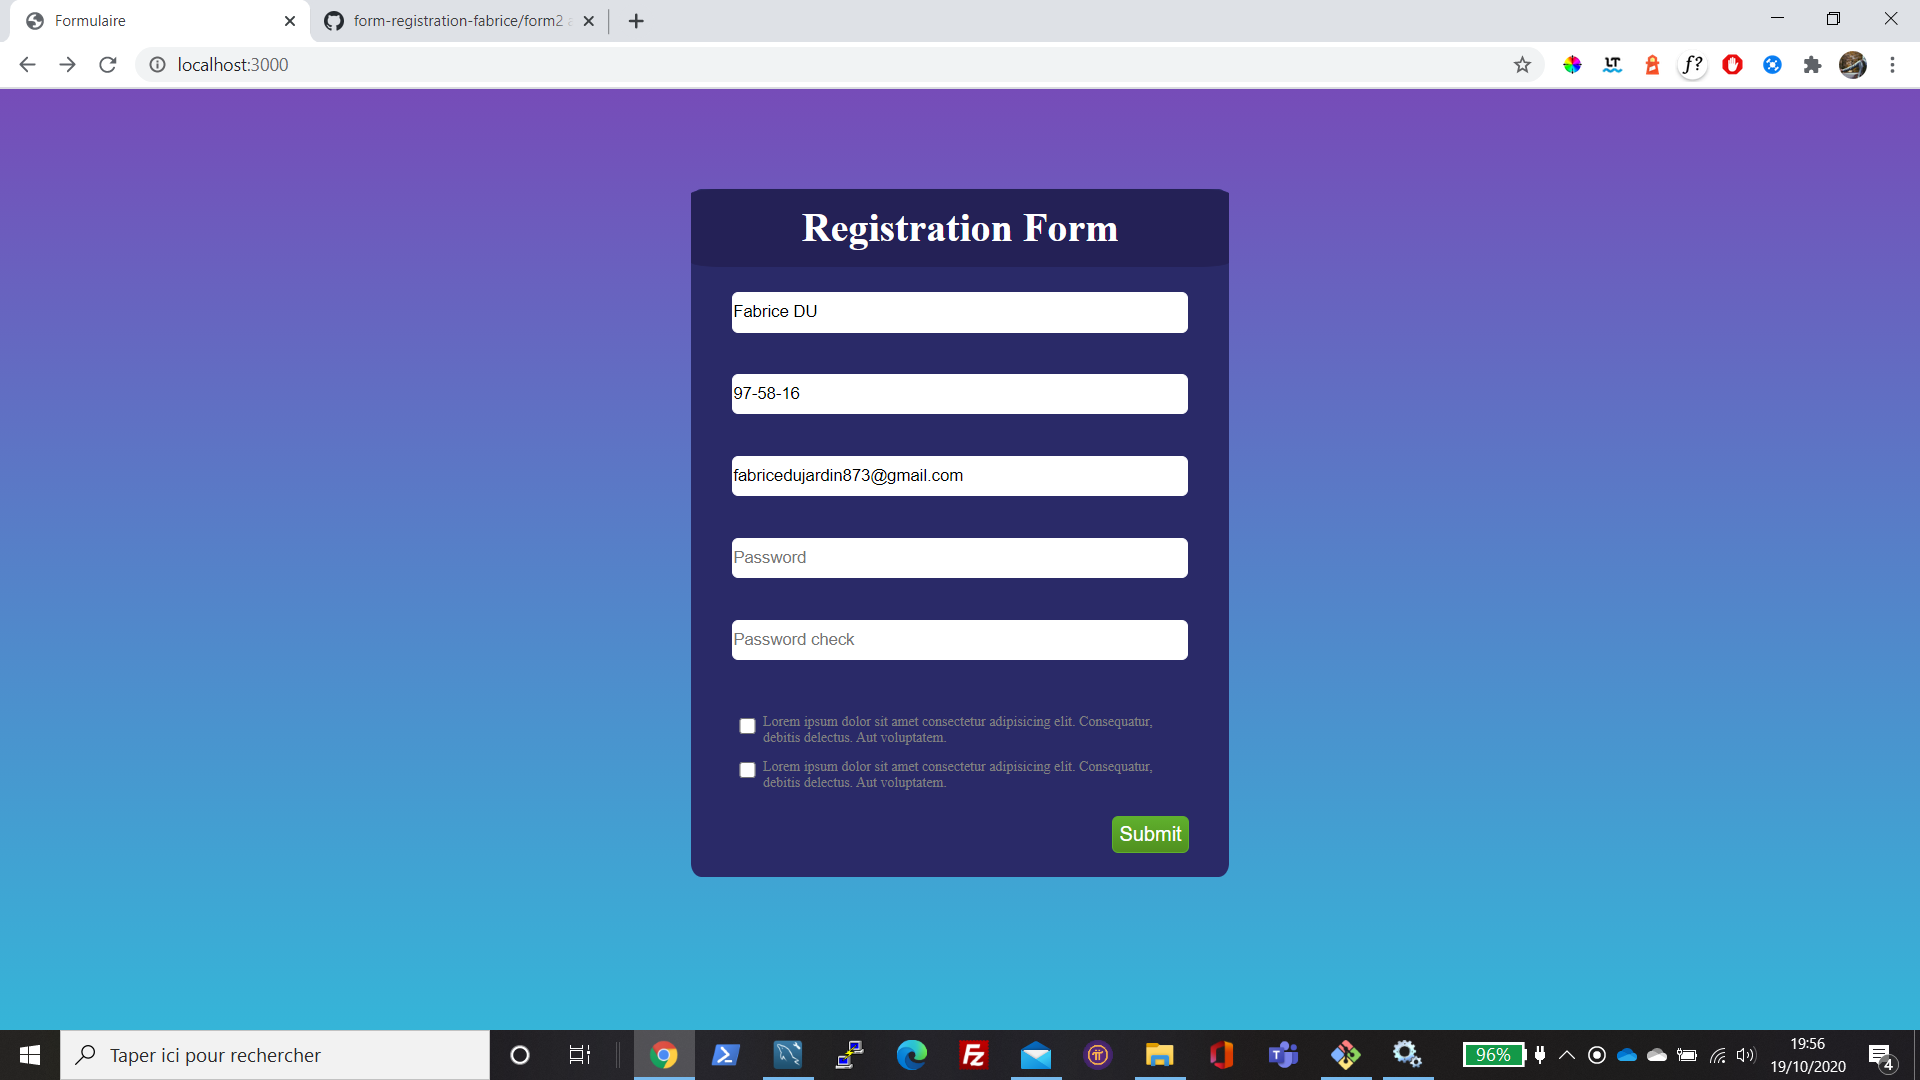 Formulaire
form-registration-fabrice/form2
localhost:3000
LT
f?
Registration Form
Fabrice DU
97-58-16
fabricedujardin873@gmail.com
Password
Password check
Lorem ipsum dolor sit amet consectetur adipisicing elit. Consequatur,
debitis delectus. Aut voluptatem.
Lorem ipsum dolor sit amet consectetur adipisicing elit. Consequatur,
debitis delectus. Aut voluptatem.
Submit
Taper ici pour rechercher
Fz
96%
19:56
19/10/2020
4